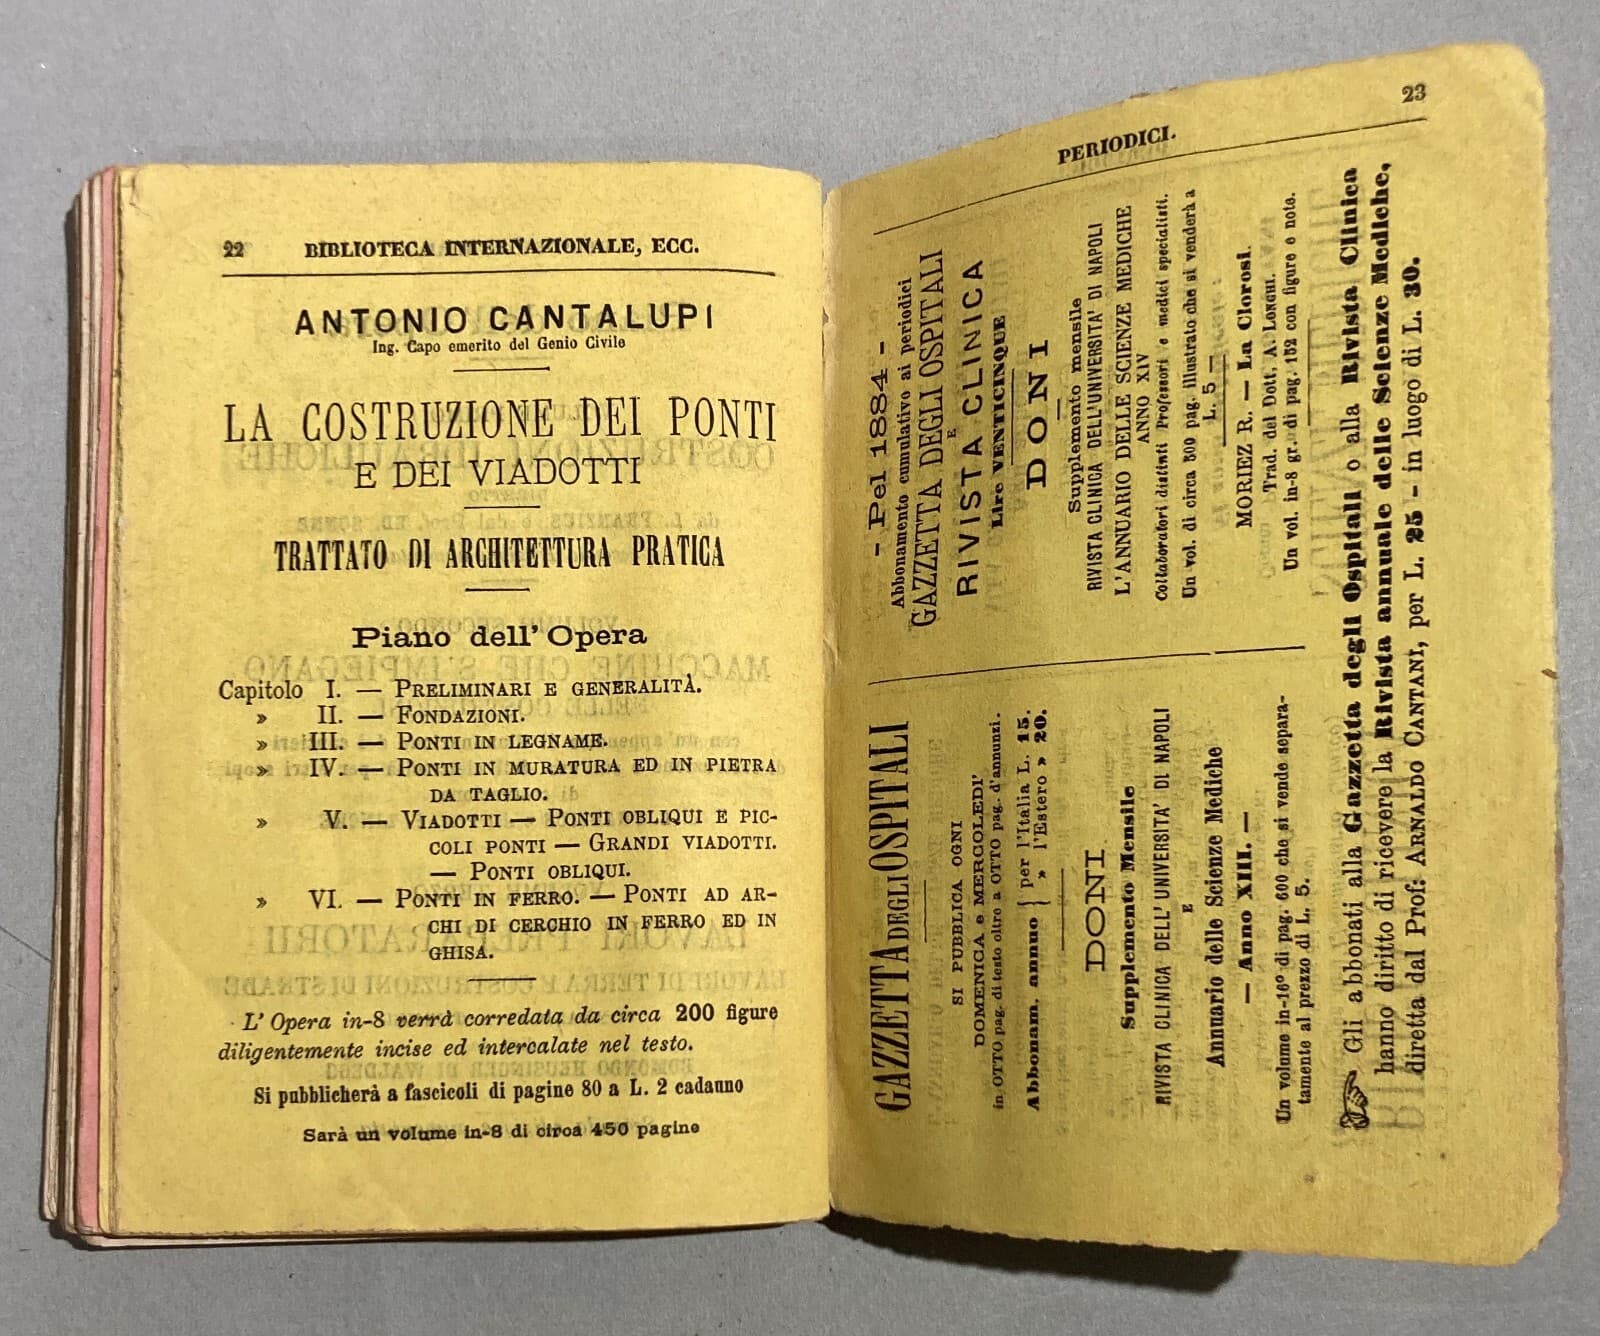 22 BIBLIOTECA INTERNAZIONALE, ECC.
ANTONIO CANTALUPI
Ing. Capo emerito del Genio Civile
LA COSTRUZIONE DEI PONTI
E DEI VIADOTTI
TRATTATO DI ARCHITETTURA PRATICA
Piano dell' Opera
Capitolo I. — PRELIMINARI E GENERALITÀ.
» II. — FONDAZIONI.
» III. — PONTI IN LEGNAME.
» IV. — PONTI IN MURATURA ED IN PIETRA
DA TAGLIO.
» V. — VIADOTTI — PONTI OBLIQUI E PIC-
COLI PONTI — GRANDI VIADOTTI.
— PONTI OBLIQUI.
» VI. — PONTI IN FERRO. — PONTI AD AR-
CHI DI CERCHIO IN FERRO ED IN
GHISA.
L' Opera in-8 verrà corredata da circa 200 figure
diligentemente incise ed intercalate nel testo.
Si pubblicherà a fascicoli di pagine 80 a L. 2 cadauno
Sarà un volume in-8 di circa 450 pagine
PERIODICI. 23
GAZZETTA DEGLI OSPITALI
SI PUBBLICA OGNI
DOMENICA e MERCOLEDI'
in OTTO pag. di testo oltre a OTTO pag. d'annunzi.
Abbonam. annuo { per l'Italia L. 15.
» l'Estero » 20.
DONI
Supplemento Mensile
RIVISTA CLINICA DELL' UNIVERSITA' DI NAPOLI
E
Annuario delle Scienze Mediche
— Anno XIII. —
Un volume in-16º di pag. 600 che si vende separa-
tamente al prezzo di L. 5.
- Pel 1884 -
Abbonamento cumulativo ai periodici
GAZZETTA DEGLI OSPITALI
E
RIVISTA CLINICA
Lire VENTICINQUE
DONI
Supplemento mensile
RIVISTA CLINICA DELL'UNIVERSITA' DI NAPOLI
L'ANNUARIO DELLE SCIENZE MEDICHE
ANNO XIV
Collaboratori distinti Professori e medici specialisti.
Un vol. di circa 500 pag. illustrato che si venderà a
L. 5 —
MORIEZ R. — La Clorosi.
Trad. del Dott, A. LONGHI.
Un vol. in-8 gr. di pag. 152 con figure e nota.
☞ Gli abbonati alla Gazzetta degli Ospitali o alla Rivista Clinica
hanno diritto di ricevere la Rivista annuale delle Scienze Mediche,
diretta dal Prof: ARNALDO CANTANI, per L. 25 - in luogo di L. 30.